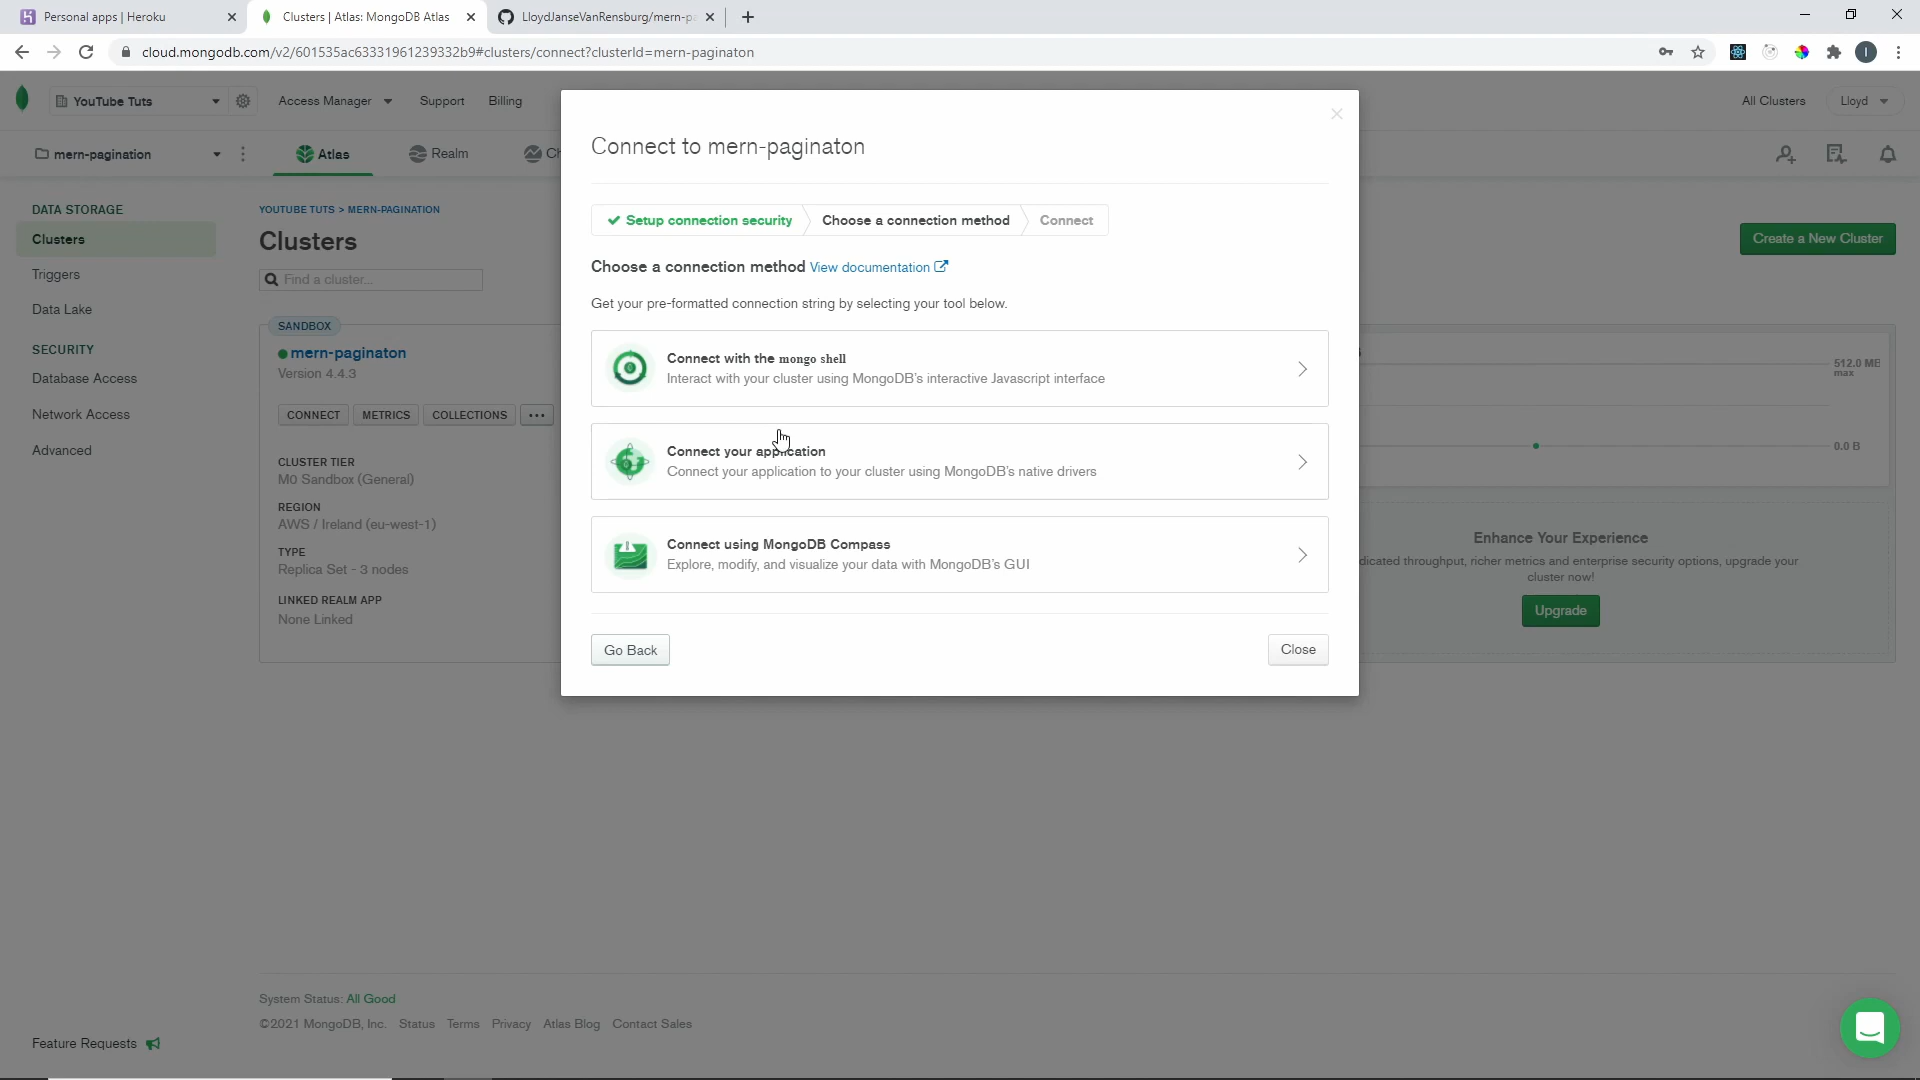 Personal apps | Heroku
Clusters | Atlas: MongoDB Atlas
LloydJanseVanRensburg/mern-pa
cloud.mongodb.com/v2/601535ac63331961239332b9#clusters/connect?clusterId=mern-paginaton
I
YouTube Tuts
Access Manager
Support
Billing
All Clusters
Lloyd
mern-pagination
Atlas
Realm
Ch
DATA STORAGE
Clusters
Triggers
Data Lake
SECURITY
Database Access
Network Access
Advanced
Feature Requests
YOUTUBE TUTS > MERN-PAGINATION
Clusters
Find a cluster...
Create a New Cluster
SANDBOX
mern-paginaton
Version 4.4.3
CONNECT METRICS COLLECTIONS ...
CLUSTER TIER
M0 Sandbox (General)
REGION
AWS / Ireland (eu-west-1)
TYPE
Replica Set - 3 nodes
LINKED REALM APP
None Linked
Connect to mern-paginaton
Setup connection security
Choose a connection method
Connect
Choose a connection method View documentation
Get your pre-formatted connection string by selecting your tool below.
Connect with the mongo shell
Interact with your cluster using MongoDB's interactive Javascript interface
Connect your application
Connect your application to your cluster using MongoDB's native drivers
Connect using MongoDB Compass
Explore, modify, and visualize your data with MongoDB's GUI
Go Back
Close
512.0 MB
max
0.0 B
Enhance Your Experience
dicated throughput, richer metrics and enterprise security options, upgrade your
cluster now!
Upgrade
System Status: All Good
©2021 MongoDB, Inc. Status Terms Privacy Atlas Blog Contact Sales